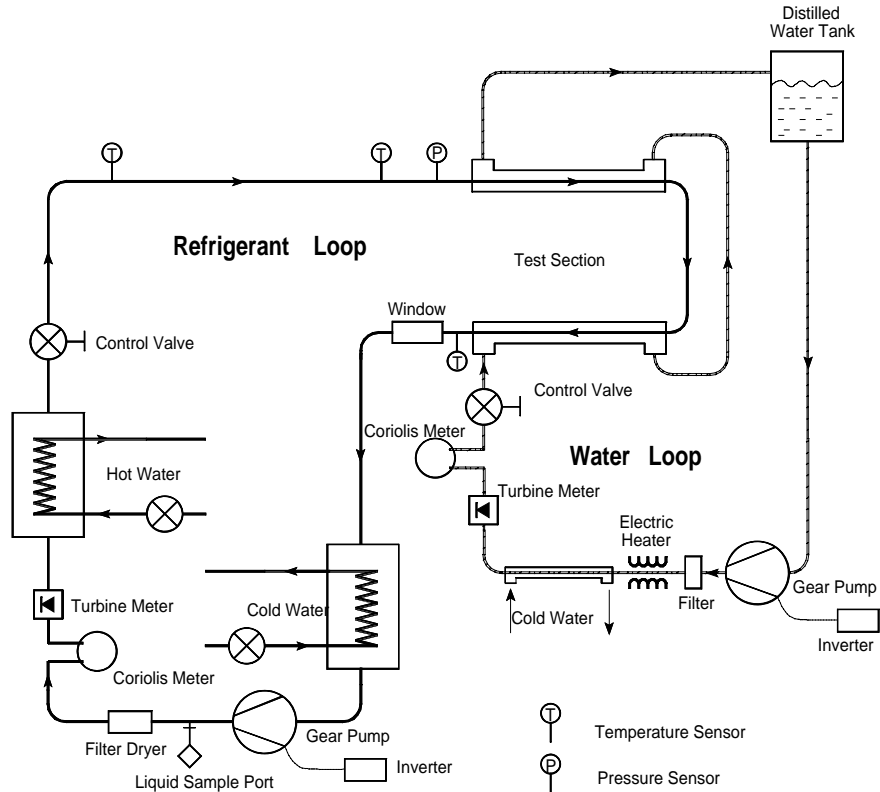 Distilled
Water Tank
T
T
P
Refrigerant Loop
Test Section
Window
T
Control Valve
Control Valve
Coriolis Meter
Water Loop
Hot Water
Turbine Meter
Electric
Heater
Turbine Meter
Cold Water
Cold Water
Filter
Gear Pump
Inverter
Coriolis Meter
Filter Dryer
Gear Pump
Liquid Sample Port
Inverter
T
Temperature Sensor
P
Pressure Sensor